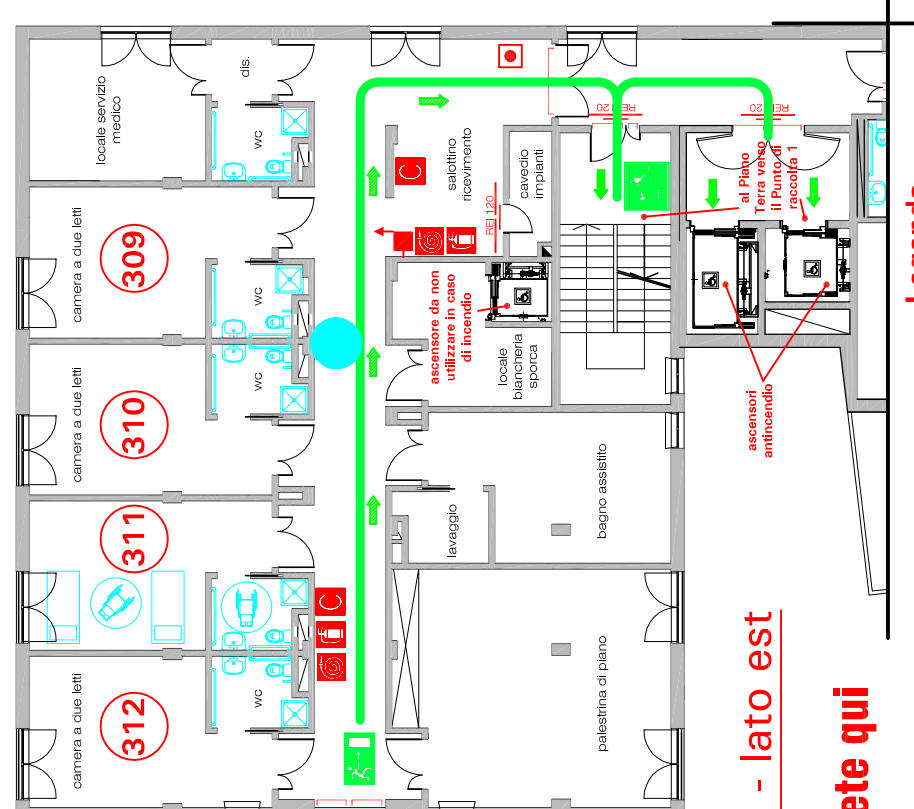 locale servizio
medico
dis.
wc
camera a due letti
309
wc
camera a due letti
310
wc
camera a due letti
311
312
wc
C
C
salottino
ricevimento
cavedio
impianti
REI 120
REI 120
REI 120
al Piano
Terra verso
il Punto di
raccolta 1
ascensore da non
utilizzare in caso
di incendio
locale
biancheria
sporca
ascensori
antincendio
lavaggio
bagno assistito
palestrina di piano
- lato est
ete qui